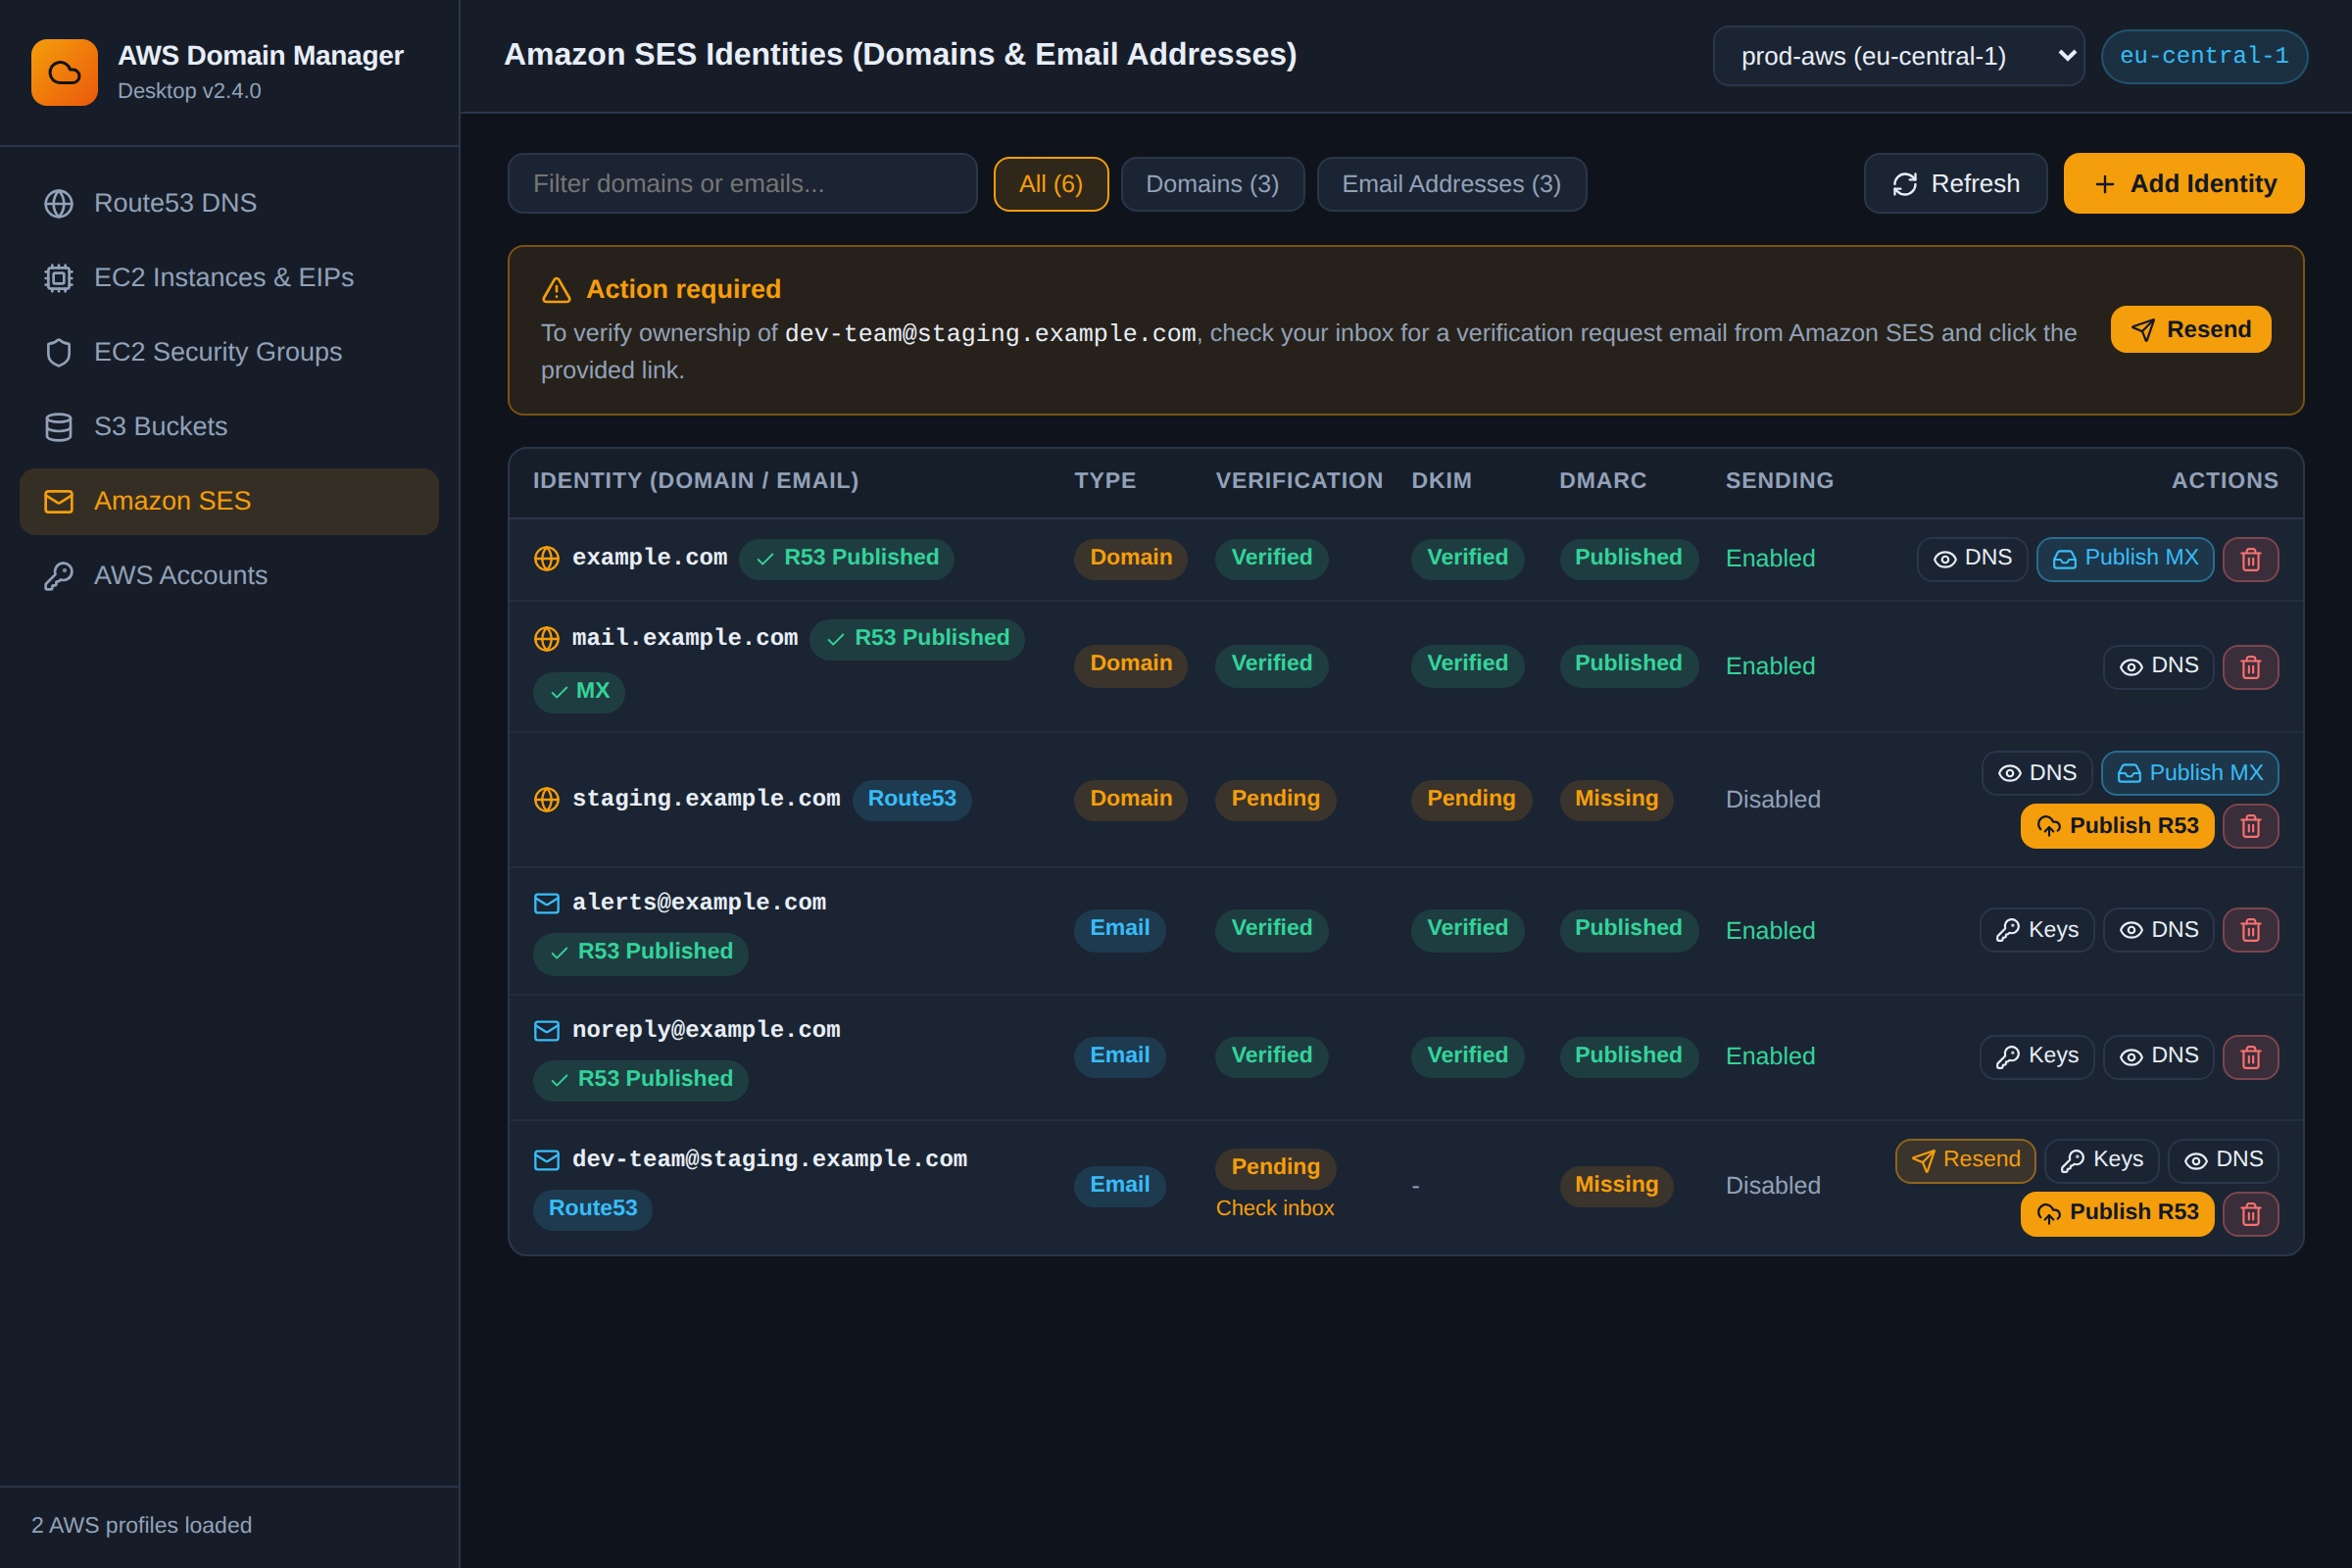 AWS Domain Manager
Desktop v2.4.0
Route53 DNS
EC2 Instances & EIPs
EC2 Security Groups
S3 Buckets
Amazon SES
AWS Accounts
2 AWS profiles loaded
Amazon SES Identities (Domains & Email Addresses)
prod-aws (eu-central-1)
eu-central-1
Filter domains or emails...
All (6)
Domains (3)
Email Addresses (3)
Refresh
Add Identity
Action required
To verify ownership of dev-team@staging.example.com, check your inbox for a verification request email from Amazon SES and click the
provided link.
Resend
IDENTITY (DOMAIN / EMAIL) TYPE VERIFICATION DKIM DMARC SENDING ACTIONS
example.com R53 Published Domain Verified Verified Published Enabled DNS Publish MX
mail.example.com R53 Published
MX
Domain Verified Verified Published Enabled DNS
staging.example.com Route53 Domain Pending Pending Missing Disabled
DNS Publish MX
Publish R53
alerts@example.com
R53 Published
Email Verified Verified Published Enabled Keys DNS
noreply@example.com
R53 Published
Email Verified Verified Published Enabled Keys DNS
dev-team@staging.example.com
Route53
Email
Pending
Check inbox
- Missing Disabled
Resend Keys DNS
Publish R53